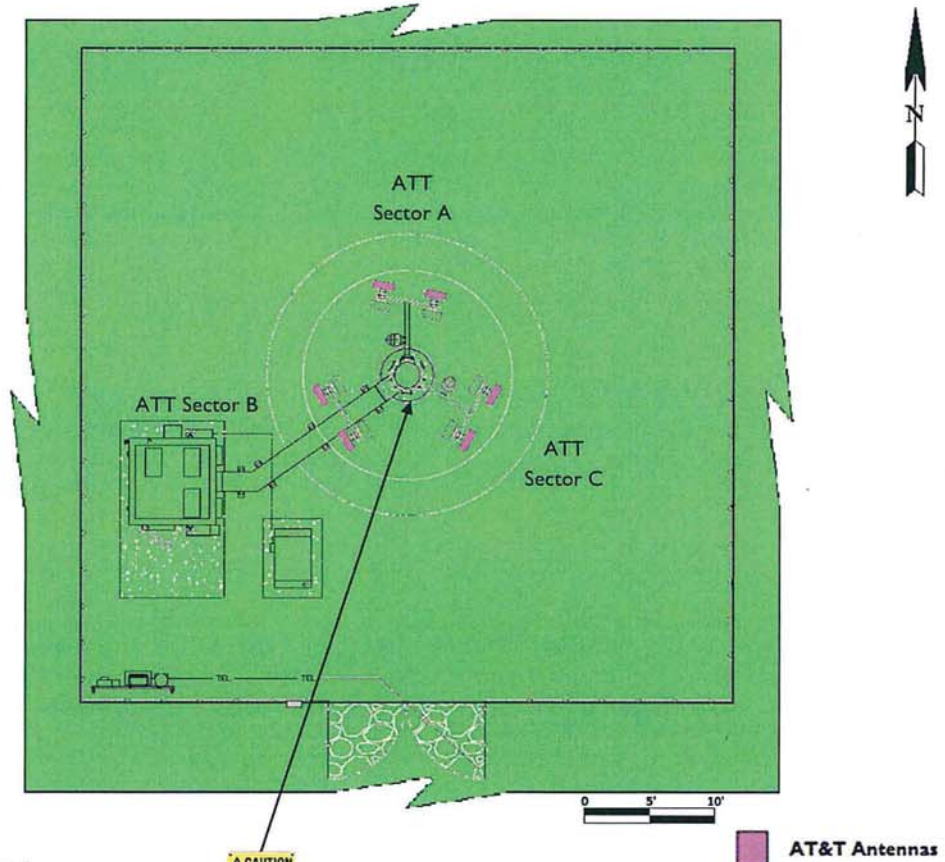 N
ATT
Sector A
ATT Sector B
ATT
Sector C
TEL
TEL
0 5' 10'
CAUTION
AT&T Antennas